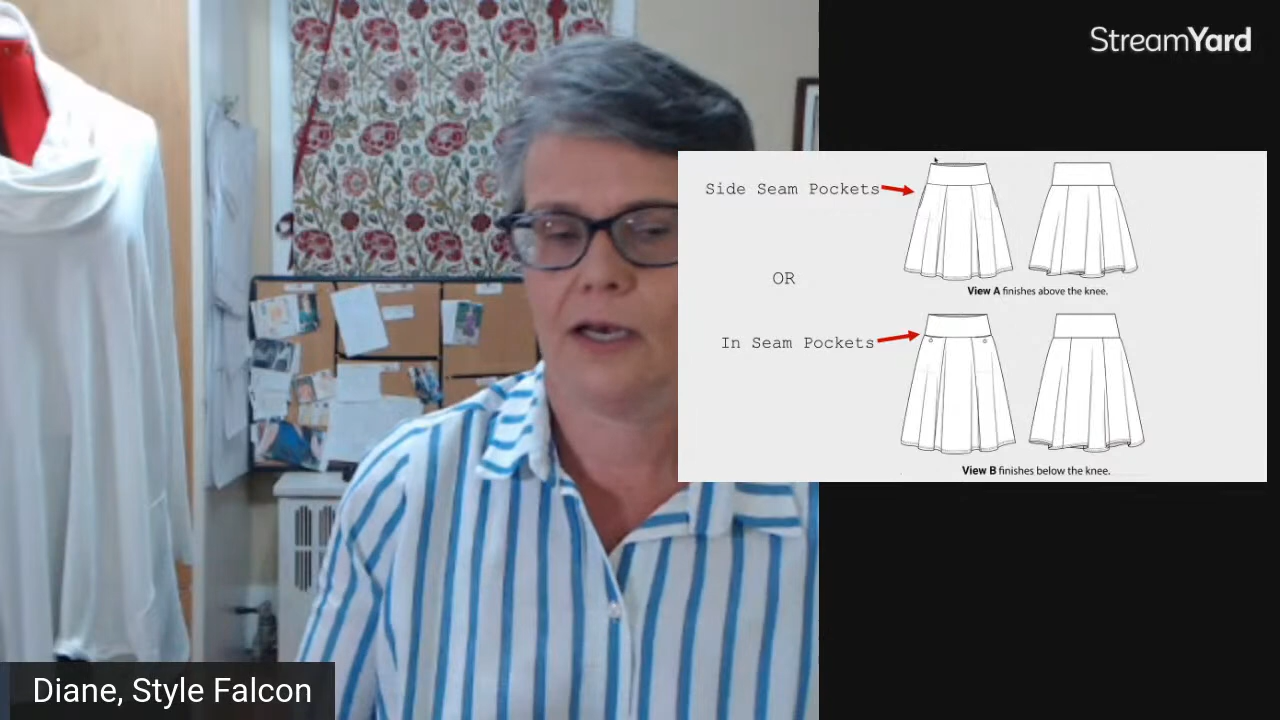 StreamYard
Side Seam Pockets
OR
View A finishes above the knee.
In Seam Pockets
View B finishes below the knee.
Diane, Style Falcon